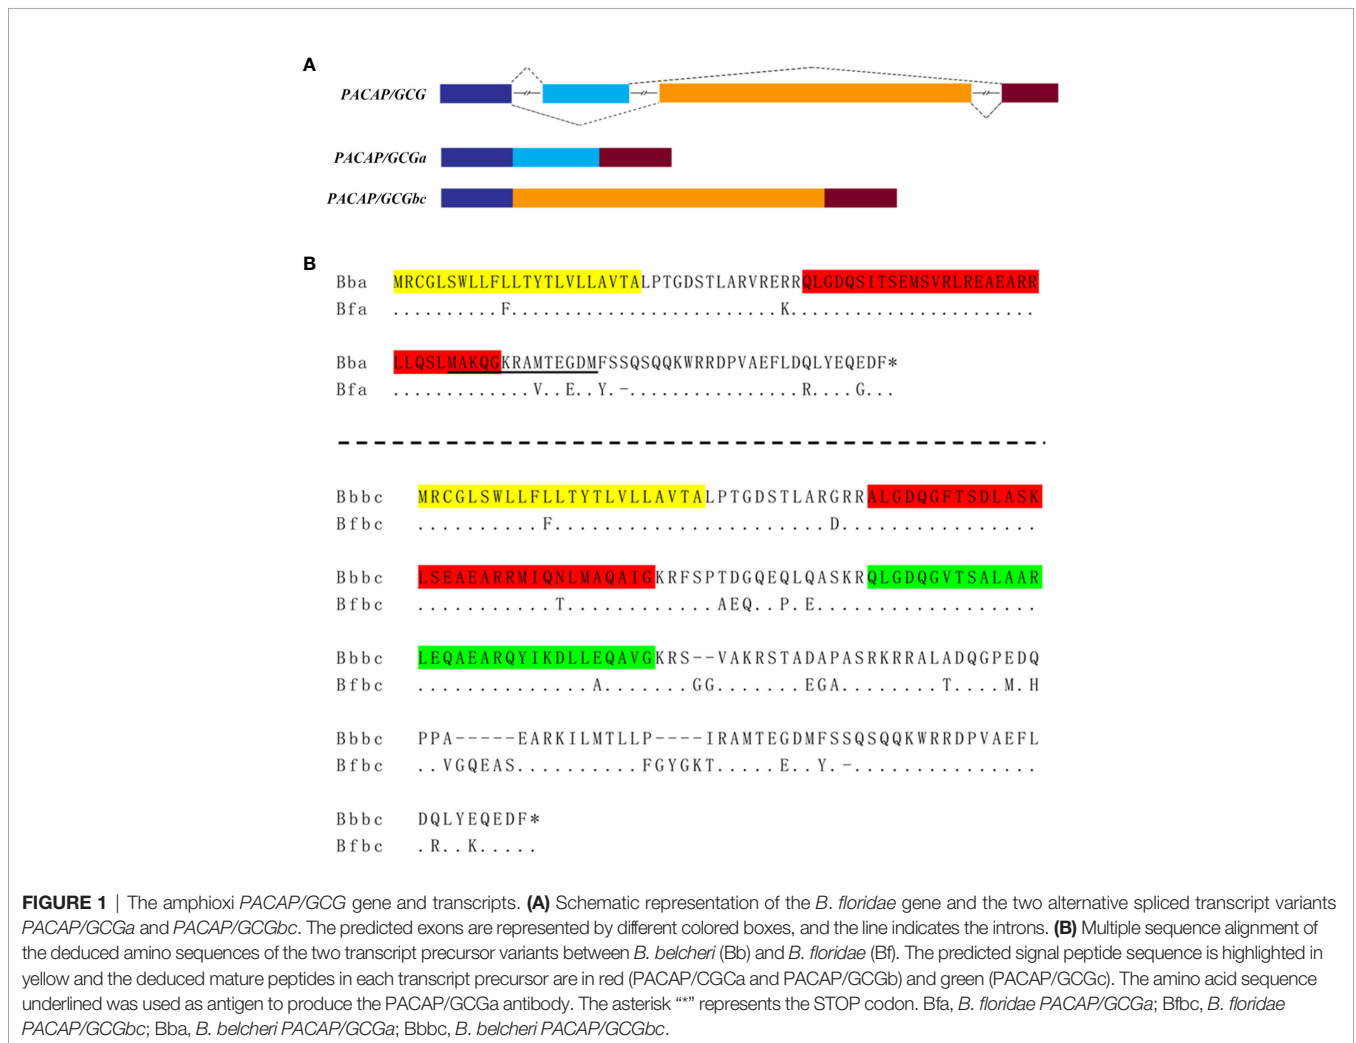 A
PACAP/GCG
PACAP/GCGa
PACAP/GCGbc
B
Bba MRCGLSWLLFLLTYTLVLLAVTALPTGDSTLARVRERRQLGDQSITSEMSVRLREAEARR
Bfa ..........F.........................K.......................
Bba LLQSLMAKQGKRAMTEGDMFSSQSQQKWRRDPVAEFLDQLYEQEDF*
Bfa .............V..E..Y.-................R....G...
Bbbc MRCGLSWLLFLLTYTLVLLAVTALPTGDSTLARGRRALGDQGFTSDLASK
Bfbc ..........F.......................D................
Bbbc LSEAEARRMIQNLMAQAIGKRFSPTDGQEQLQASKRQLGDQGVTSALAAR
Bfbc ...........T............AEQ..P.E..................
Bbbc LEQAEARQYIKDLLEQAVGKRS--VAKRSTADAPASRKRRALADQGPEDQ
Bfbc ..............A.......GG.......EGA........T....M.H
Bbbc PPA-----EARKILMTLLP----IRAMTEGDMFSSQSQQKWRRDPVAEFL
Bfbc ..VGQEAS..........FGYGKT.....E..Y.-...............
Bbbc DQLYEQEDF*
Bfbc .R..K.....
FIGURE 1 | The amphioxi PACAP/GCG gene and transcripts. (A) Schematic representation of the B. floridae gene and the two alternative spliced transcript variants
PACAP/GCGa and PACAP/GCGbc. The predicted exons are represented by different colored boxes, and the line indicates the introns. (B) Multiple sequence alignment of
the deduced amino sequences of the two transcript precursor variants between B. belcheri (Bb) and B. floridae (Bf). The predicted signal peptide sequence is highlighted in
yellow and the deduced mature peptides in each transcript precursor are in red (PACAP/CGCa and PACAP/GCGb) and green (PACAP/GCGc). The amino acid sequence
underlined was used as antigen to produce the PACAP/GCGa antibody. The asterisk “*” represents the STOP codon. Bfa, B. floridae PACAP/GCGa; Bfbc, B. floridae
PACAP/GCGbc; Bba, B. belcheri PACAP/GCGa; Bbbc, B. belcheri PACAP/GCGbc.